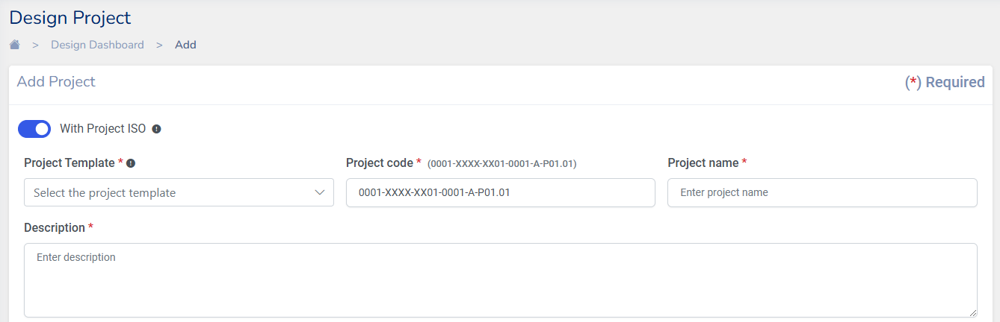 Design Project
> Design Dashboard > Add
Add Project (*) Required
With Project ISO
Project Template * Project code * (0001-XXXX-XX01-0001-A-P01.01) Project name *
Select the project template 0001-XXXX-XX01-0001-A-P01.01 Enter project name
Description *
Enter description